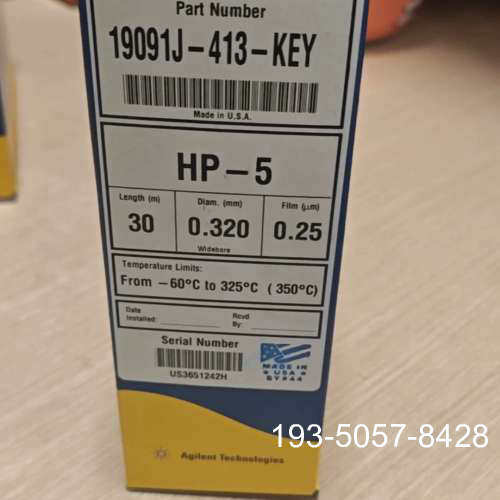 Part Number
19091J-413-KEY
Made in U.S.A.
HP-5
Length (m) Diam. (mm) Film (µm)
30 0.320 0.25
Widebore
Temperature Limits:
From -60°C to 325°C (350°C)
Date Installed: Rcvd By:
Serial Number
US3651242H
MADE IN
USA
Agilent Technologies
193-5057-8428